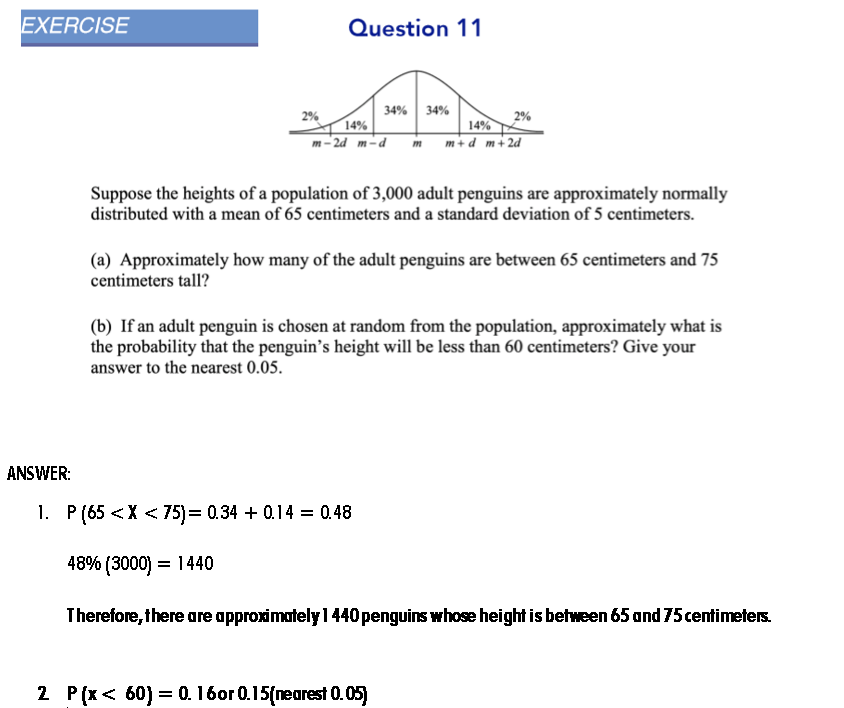 EXERCISE
Question 11
34% 34%
2% 2%
14% 14%
m – 2d m – d m m + d m + 2d
Suppose the heights of a population of 3,000 adult penguins are approximately normally
distributed with a mean of 65 centimeters and a standard deviation of 5 centimeters.
(a) Approximately how many of the adult penguins are between 65 centimeters and 75
centimeters tall?
(b) If an adult penguin is chosen at random from the population, approximately what is
the probability that the penguin’s height will be less than 60 centimeters? Give your
answer to the nearest 0.05.
ANSWER:
1. P (65 < X < 75) = 0.34 + 0.14 = 0.48
48% (3000) = 1440
Therefore, there are approximately 1440 penguins whose height is between 65 and 75 centimeters.
2. P (x < 60) = 0.16 or 0.15 (nearest 0.05)